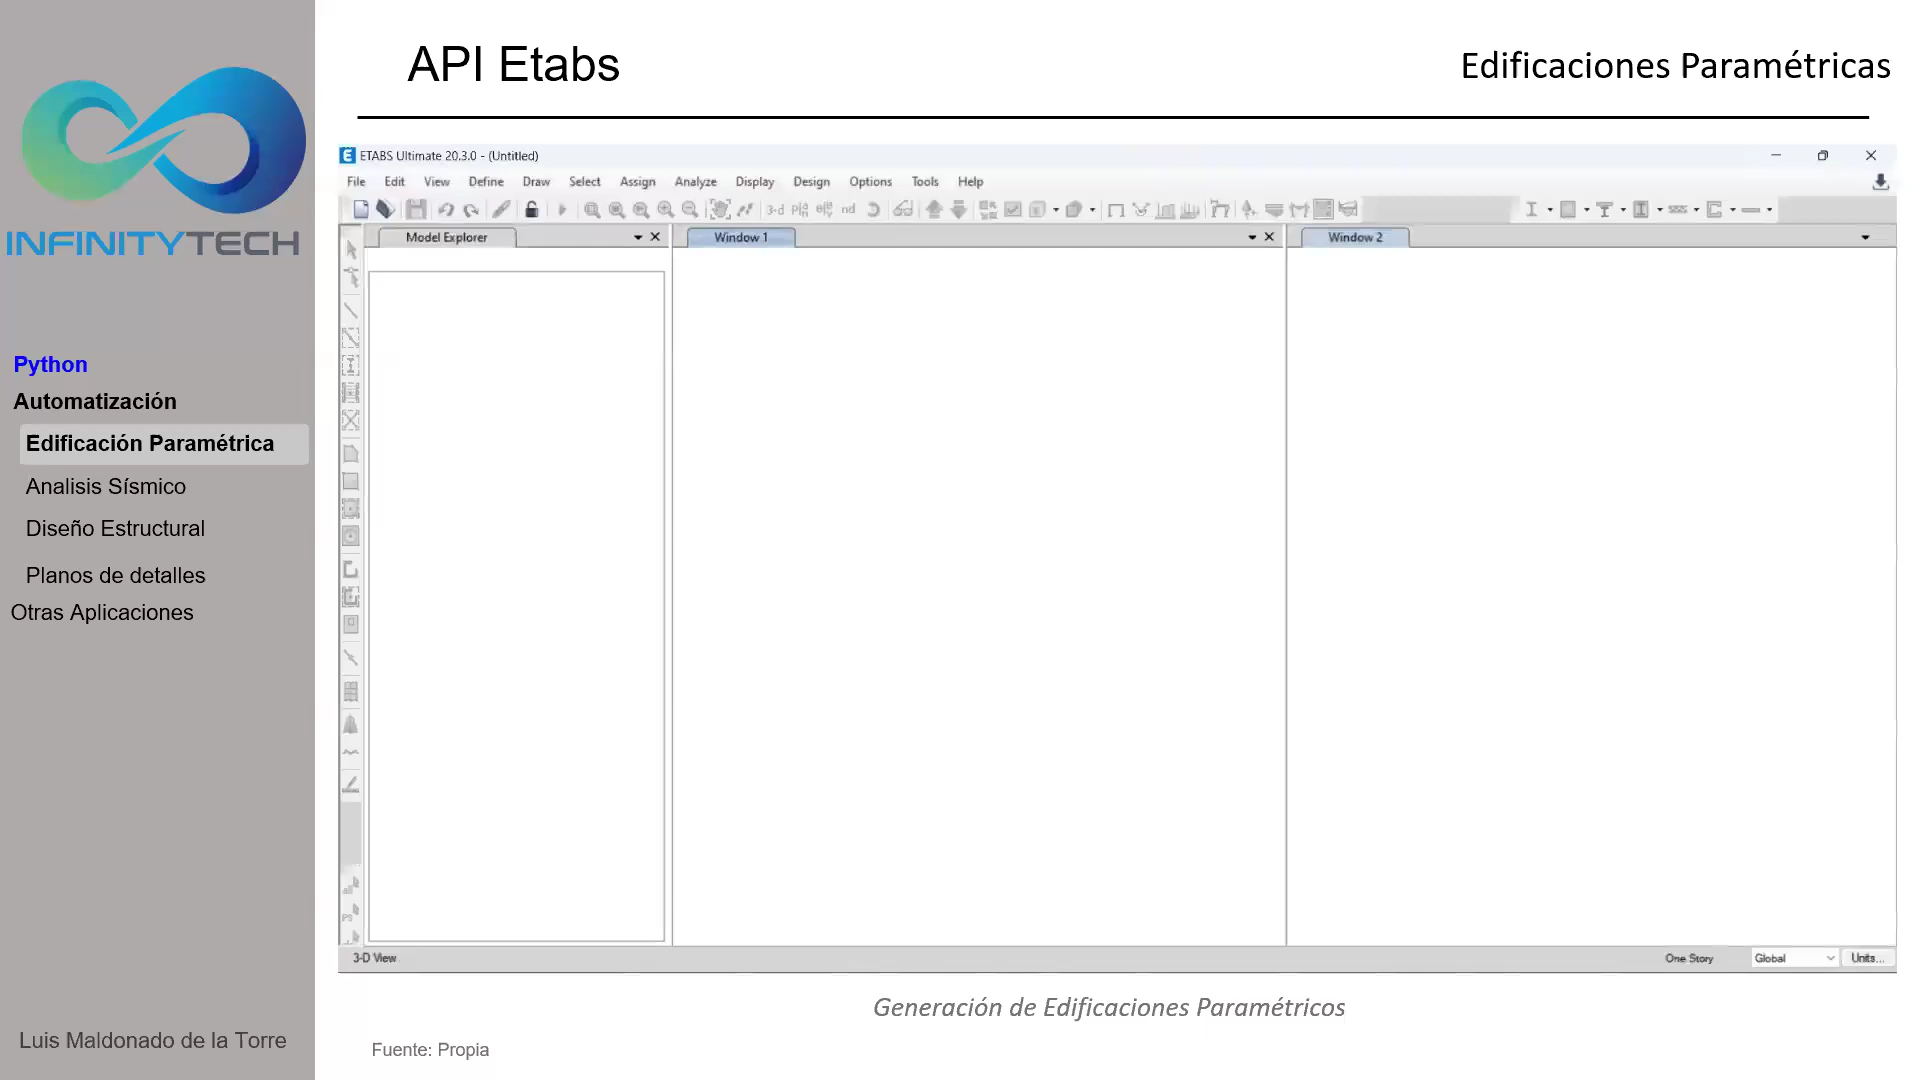 API Etabs
Edificaciones Paramétricas
INFINITYTECH
Python
Automatización
Edificación Paramétrica
Analisis Sísmico
Diseño Estructural
Planos de detalles
Otras Aplicaciones
Luis Maldonado de la Torre
ETABS Ultimate 20.3.0 - (Untitled)
File Edit View Define Draw Select Assign Analyze Display Design Options Tools Help
3-d
nd
Model Explorer
Window 1
Window 2
PS
3-D View
One Story
Global
Units...
Generación de Edificaciones Paramétricos
Fuente: Propia